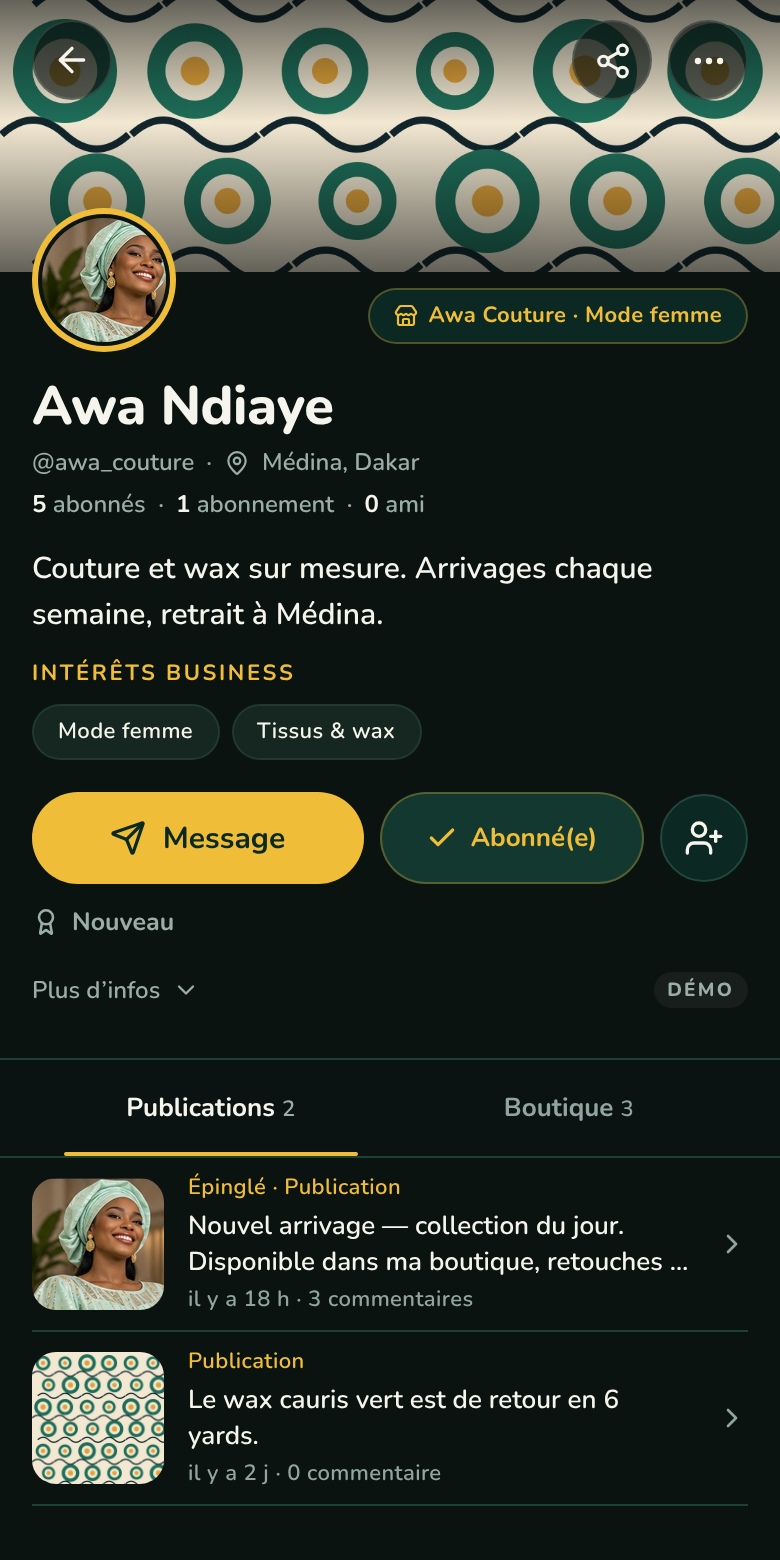 Awa Couture · Mode femme
Awa Ndiaye
@awa_couture · Médina, Dakar
5 abonnés · 1 abonnement · 0 ami
Couture et wax sur mesure. Arrivages chaque
semaine, retrait à Médina.
INTÉRÊTS BUSINESS
Mode femme
Tissus & wax
Message
Abonné(e)
Nouveau
Plus d’infos
DÉMO
Publications 2
Boutique 3
Épinglé · Publication
Nouvel arrivage — collection du jour.
Disponible dans ma boutique, retouches ...
il y a 18 h · 3 commentaires
Publication
Le wax cauris vert est de retour en 6
yards.
il y a 2 j · 0 commentaire